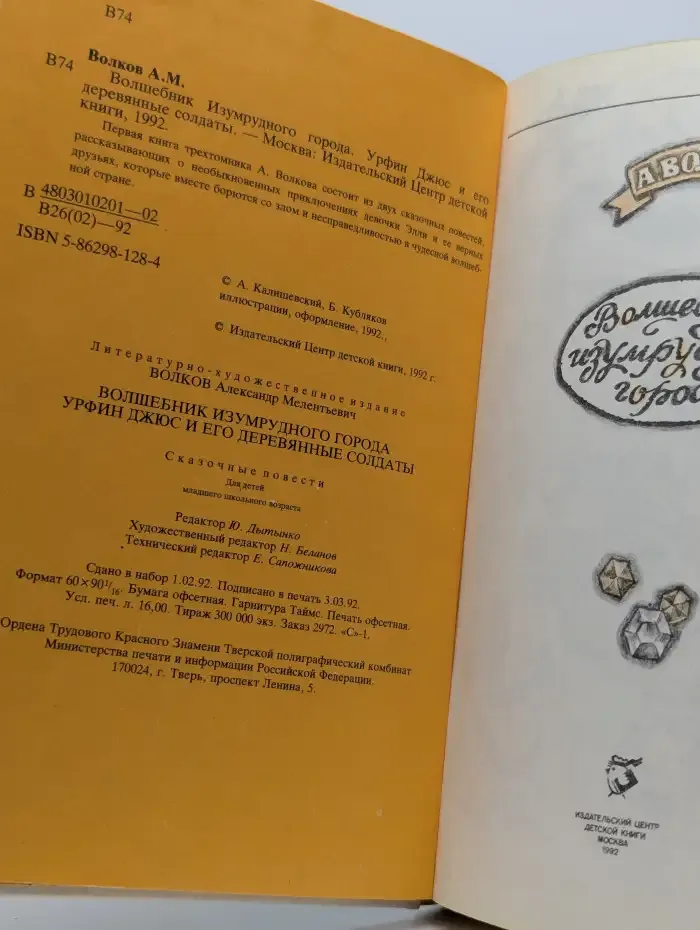 В74
В74
Волков А.М.
Волшебник Изумрудного города. Урфин Джюс и его
деревянные солдаты. — Москва: Издательский Центр детской
книги, 1992.
Первая книга трехтомника А. Волкова состоит из двух сказочных повестей,
рассказывающих о необыкновенных приключениях девочки Элли и ее верных
друзьях, которые вместе борются со злом и несправедливостью в чудесной волшеб-
ной стране.
В 4803010201—02
В26(02)—92
ISBN 5-86298-128-4
© А. Калишевский, Б. Кубляков
иллюстрации, оформление, 1992.,
© Издательский Центр детской книги, 1992 г.
Литературно-художественное издание
ВОЛКОВ Александр Мелентьевич
ВОЛШЕБНИК ИЗУМРУДНОГО ГОРОДА
УРФИН ДЖЮС И ЕГО ДЕРЕВЯННЫЕ СОЛДАТЫ
Сказочные повести
Для детей
младшего школьного возраста
Редактор Ю. Дытынко
Художественный редактор Н. Беланов
Технический редактор Е. Сапожникова
Сдано в набор 1.02.92. Подписано в печать 3.03.92.
Формат 60×90¹/₁₆. Бумага офсетная. Гарнитура Таймс. Печать офсетная.
Усл. печ. л. 16,00. Тираж 300 000 экз. Заказ 2972. «С»-1.
Ордена Трудового Красного Знамени Тверской полиграфический комбинат
Министерства печати и информации Российской Федерации.
170024, г. Тверь, проспект Ленина, 5.
А.ВО
Волше
изумру
горо
ИЗДАТЕЛЬСКИЙ ЦЕНТР
ДЕТСКОЙ КНИГИ
МОСКВА
1992